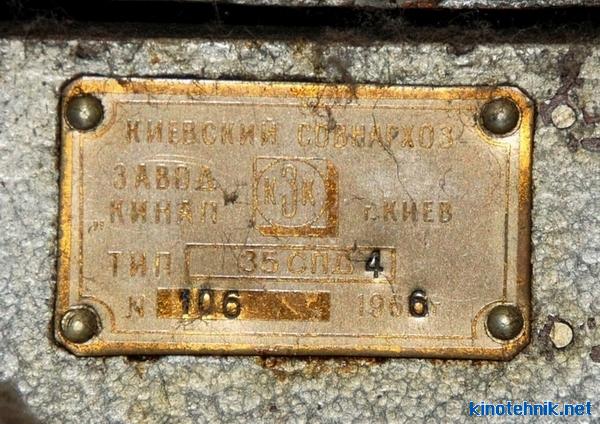 КИЕВСКИЙ СОВНАРХОЗ
ЗАВОД
„КИНАП"
КЗК
г. КИЕВ
ТИП 35 СПД 4
N 106 1966 г
kinotehnik.net